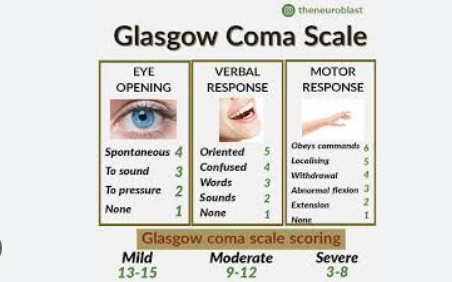 theneuroblast
Glasgow Coma Scale
EYE
OPENING
Spontaneous 4
To sound 3
To pressure 2
None 1
VERBAL
RESPONSE
Oriented 5
Confused 4
Words 3
Sounds 2
None 1
MOTOR
RESPONSE
Obeys commands 6
Localising 5
Withdrawal 4
Abnormal flexion 3
Extension 2
None 1
Glasgow coma scale scoring
Mild Moderate Severe
13-15 9-12 3-8